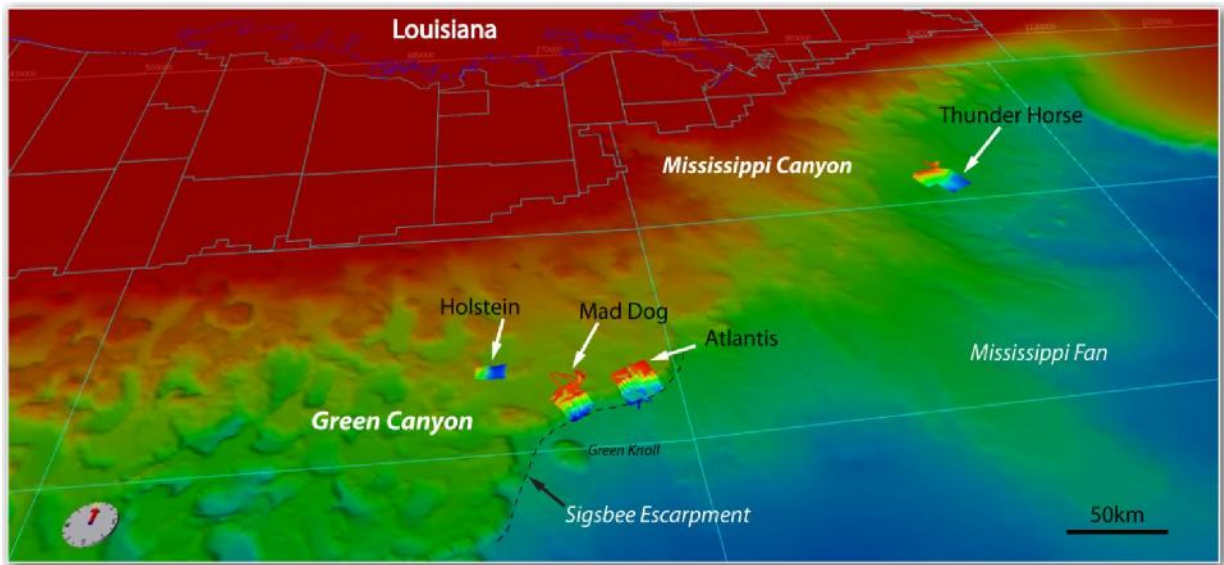 Louisiana
Thunder Horse
Mississippi Canyon
Holstein
Mad Dog
Atlantis
Mississippi Fan
Green Canyon
Green Knoll
Sigsbee Escarpment
50km